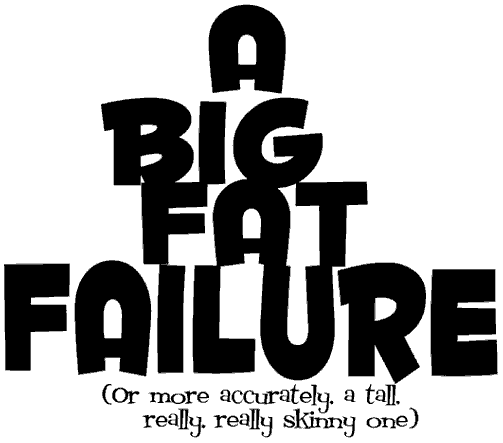 A
BIG
FAT
FAILURE
(Or more accurately, a tall,
really, really skinny one)